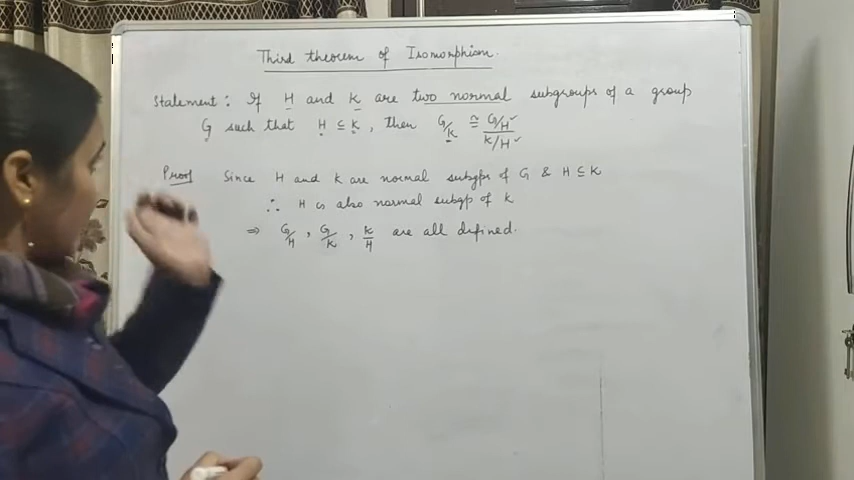 Third theorem of Isomorphism.
Statement: If H and K are two normal subgroups of a group
G such that H ⊆ K, then G/K ≅ (G/H)/(K/H)
Proof Since H and K are normal subgps of G & H ⊆ K
∴ H is also normal subgp of K
⇒ G/H, G/K, K/H are all defined.